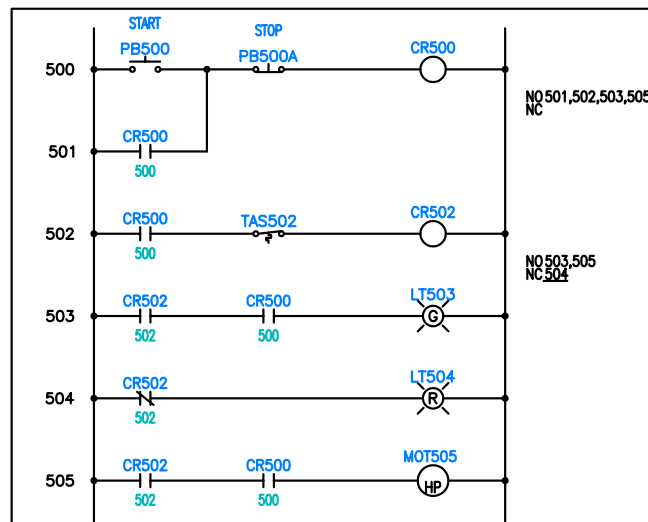 START
STOP
PB500
PB500A
CR500
500
NO 501,502,503,505
NC
CR500
501
500
CR500
TAS502
CR502
502
500
NO 503,505
NC 504
CR502
CR500
LT503
503
G
502
500
CR502
LT504
504
R
502
CR502
CR500
MOT505
505
HP
502
500